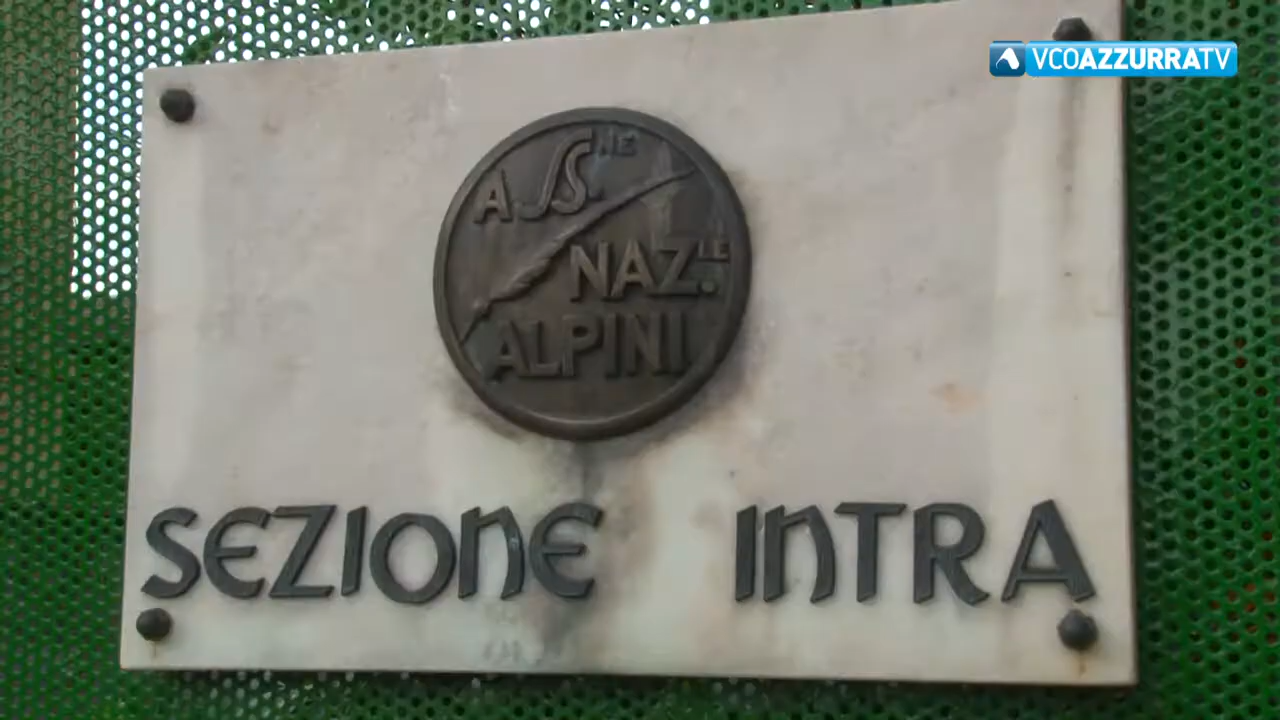 VCOAZZURRATV
ASS.NE
NAZ.LE
ALPINI
SEZIONE INTRA